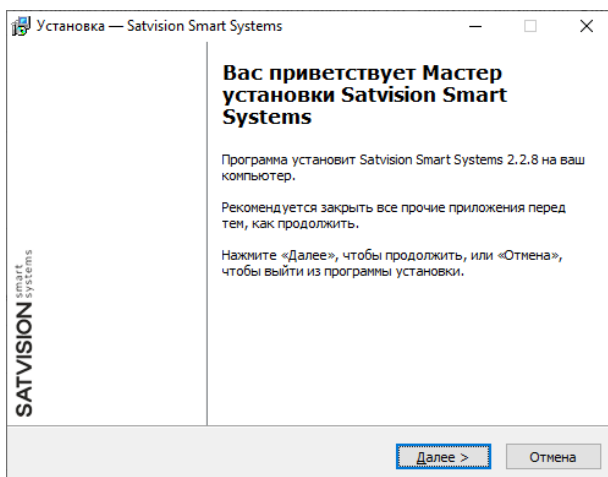 Установка — Satvision Smart Systems
Вас приветствует Мастер
установки Satvision Smart
Systems
Программа установит Satvision Smart Systems 2.2.8 на ваш
компьютер.
Рекомендуется закрыть все прочие приложения перед
тем, как продолжить.
Нажмите «Далее», чтобы продолжить, или «Отмена»,
чтобы выйти из программы установки.
SATVISION smart
systems
Далее >
Отмена